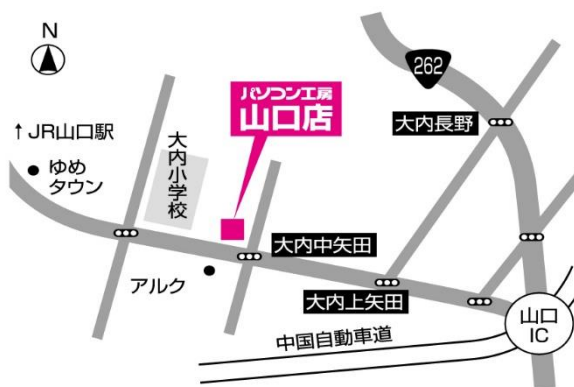 N
262
パソコン工房
山口店
大内長野
↑JR山口駅
ゆめ
タウン
大内小学校
大内中矢田
アルク
大内上矢田
山口
IC
中国自動車道